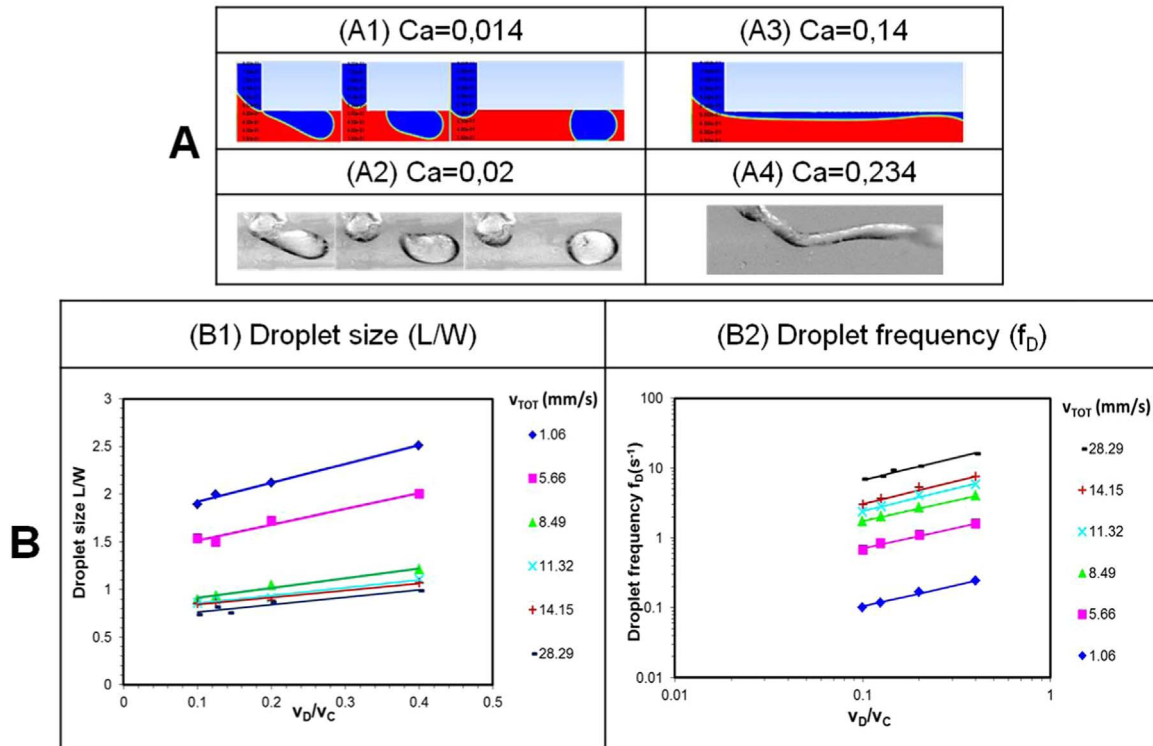 (A1) Ca=0,014
(A3) Ca=0,14
A
(A2) Ca=0,02
(A4) Ca=0,234
B
(B1) Droplet size (L/W)
(B2) Droplet frequency (fD)
Droplet size L/W
3
2.5
2
1.5
1
0.5
0
0
0.1
0.2
0.3
0.4
0.5
vD/vC
vTOT (mm/s)
1.06
5.66
8.49
11.32
14.15
28.29
Droplet frequency fD(s-1)
100
10
1
0.1
0.01
0.01
0.1
1
vD/vC
vTOT (mm/s)
28.29
14.15
11.32
8.49
5.66
1.06